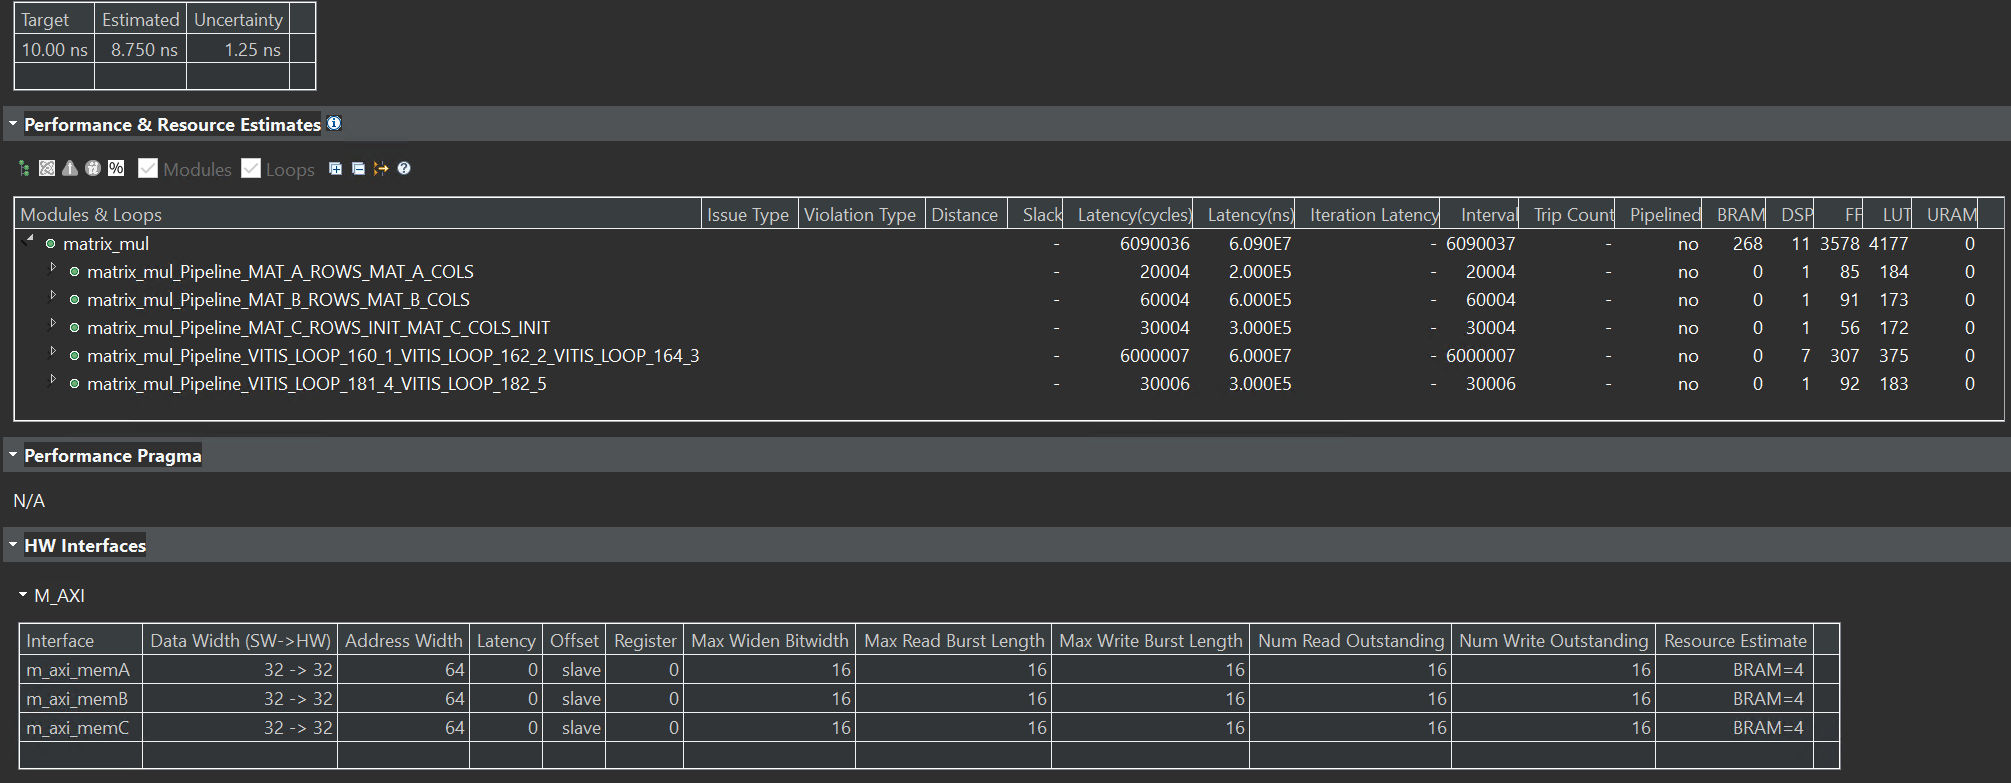 Target Estimated Uncertainty
10.00 ns 8.750 ns 1.25 ns
Performance & Resource Estimates
% Modules Loops
Modules & Loops Issue Type Violation Type Distance Slack Latency(cycles) Latency(ns) Iteration Latency Interval Trip Count Pipelined BRAM DSP FF LUT URAM
matrix_mul - 6090036 6.090E7 - 6090037 - no 268 11 3578 4177 0
matrix_mul_Pipeline_MAT_A_ROWS_MAT_A_COLS - 20004 2.000E5 - 20004 - no 0 1 85 184 0
matrix_mul_Pipeline_MAT_B_ROWS_MAT_B_COLS - 60004 6.000E5 - 60004 - no 0 1 91 173 0
matrix_mul_Pipeline_MAT_C_ROWS_INIT_MAT_C_COLS_INIT - 30004 3.000E5 - 30004 - no 0 1 56 172 0
matrix_mul_Pipeline_VITIS_LOOP_160_1_VITIS_LOOP_162_2_VITIS_LOOP_164_3 - 6000007 6.000E7 - 6000007 - no 0 7 307 375 0
matrix_mul_Pipeline_VITIS_LOOP_181_4_VITIS_LOOP_182_5 - 30006 3.000E5 - 30006 - no 0 1 92 183 0
Performance Pragma
N/A
HW Interfaces
M_AXI
Interface Data Width (SW->HW) Address Width Latency Offset Register Max Widen Bitwidth Max Read Burst Length Max Write Burst Length Num Read Outstanding Num Write Outstanding Resource Estimate
m_axi_memA 32 -> 32 64 0 slave 0 16 16 16 16 16 BRAM=4
m_axi_memB 32 -> 32 64 0 slave 0 16 16 16 16 16 BRAM=4
m_axi_memC 32 -> 32 64 0 slave 0 16 16 16 16 16 BRAM=4